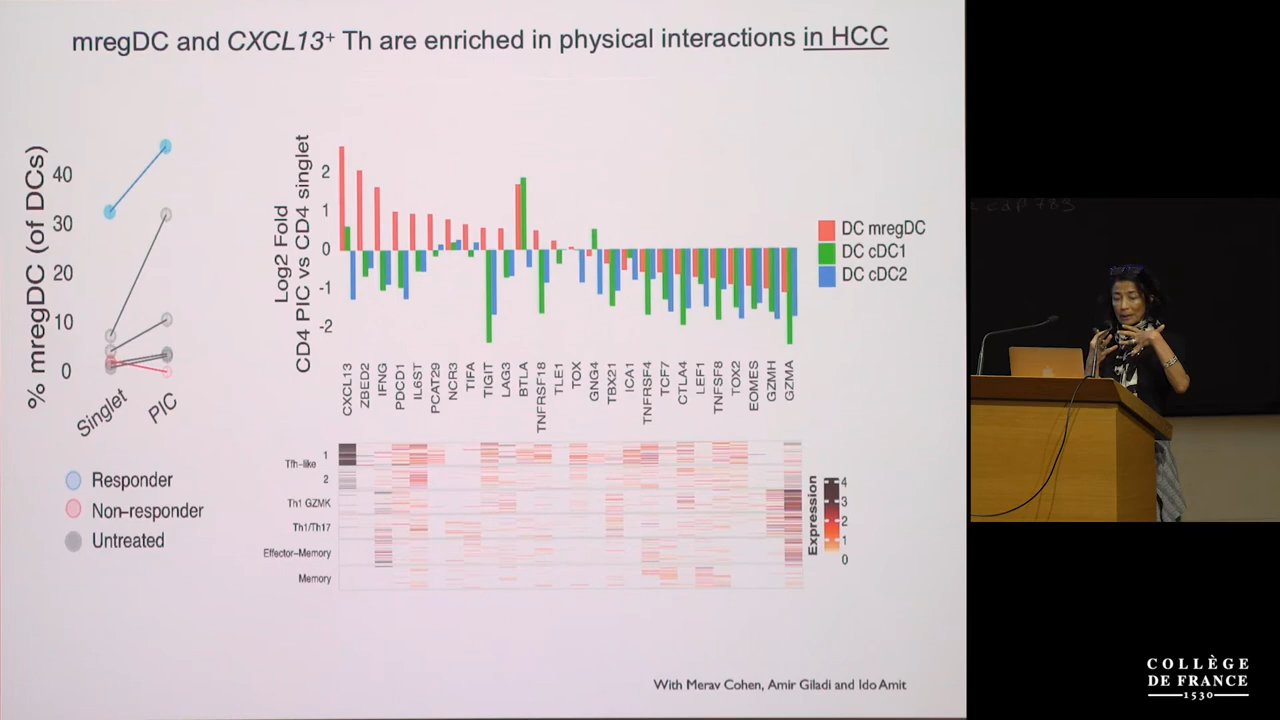 mregDC and CXCL13+ Th are enriched in physical interactions in HCC
% mregDC (of DCs)
40
30
20
10
0
Singlet
PIC
Responder
Non-responder
Untreated
Log2 Fold
CD4 PIC vs CD4 singlet
2
1
0
-1
-2
DC mregDC
DC cDC1
DC cDC2
CXCL13
ZBED2
IFNG
PDCD1
IL6ST
PCAT29
NCR3
TIFA
TIGIT
LAG3
BTLA
TNFRSF18
TLE1
TOX
GNG4
TBX21
ICA1
TNFRSF4
TCF7
CTLA4
LEF1
TNFSF8
TOX2
EOMES
GZMH
GZMA
Tfh-like
1
2
Th1 GZMK
Th1/Th17
Effector-Memory
Memory
Expression
4
3
2
1
0
With Merav Cohen, Amir Giladi and Ido Amit
COLLÈGE
DE FRANCE
1530